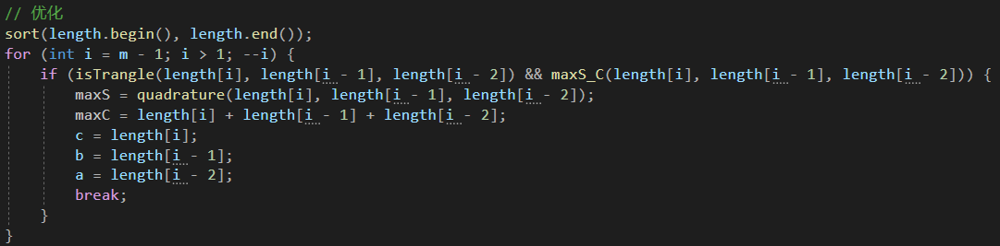 // 优化
sort(length.begin(), length.end());
for (int i = m - 1; i > 1; --i) {
    if (isTrangle(length[i], length[i - 1], length[i - 2]) && maxS_C(length[i], length[i - 1], length[i - 2])) {
        maxS = quadrature(length[i], length[i - 1], length[i - 2]);
        maxC = length[i] + length[i - 1] + length[i - 2];
        c = length[i];
        b = length[i - 1];
        a = length[i - 2];
        break;
    }
}